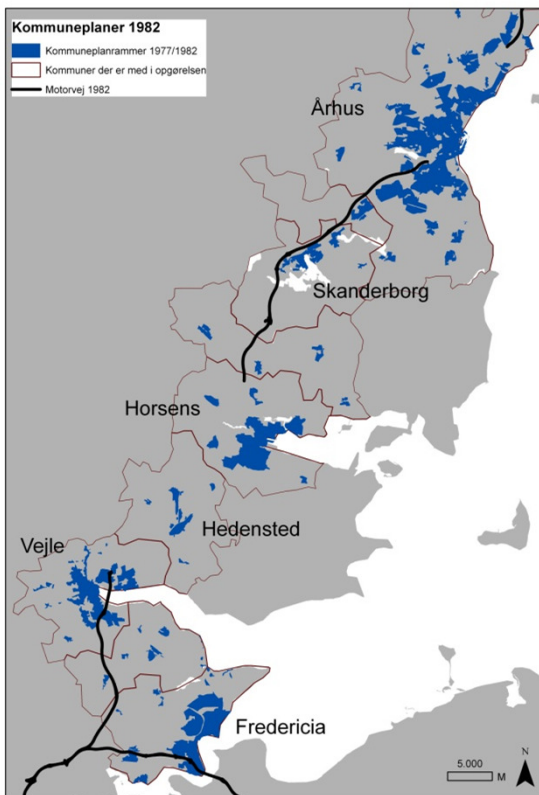 Kommuneplaner 1982
Kommuneplanrammer 1977/1982
Kommuner der er med i opgørelsen
Motorvej 1982
Århus
Skanderborg
Horsens
Hedensted
Vejle
Fredericia
5.000
M
N